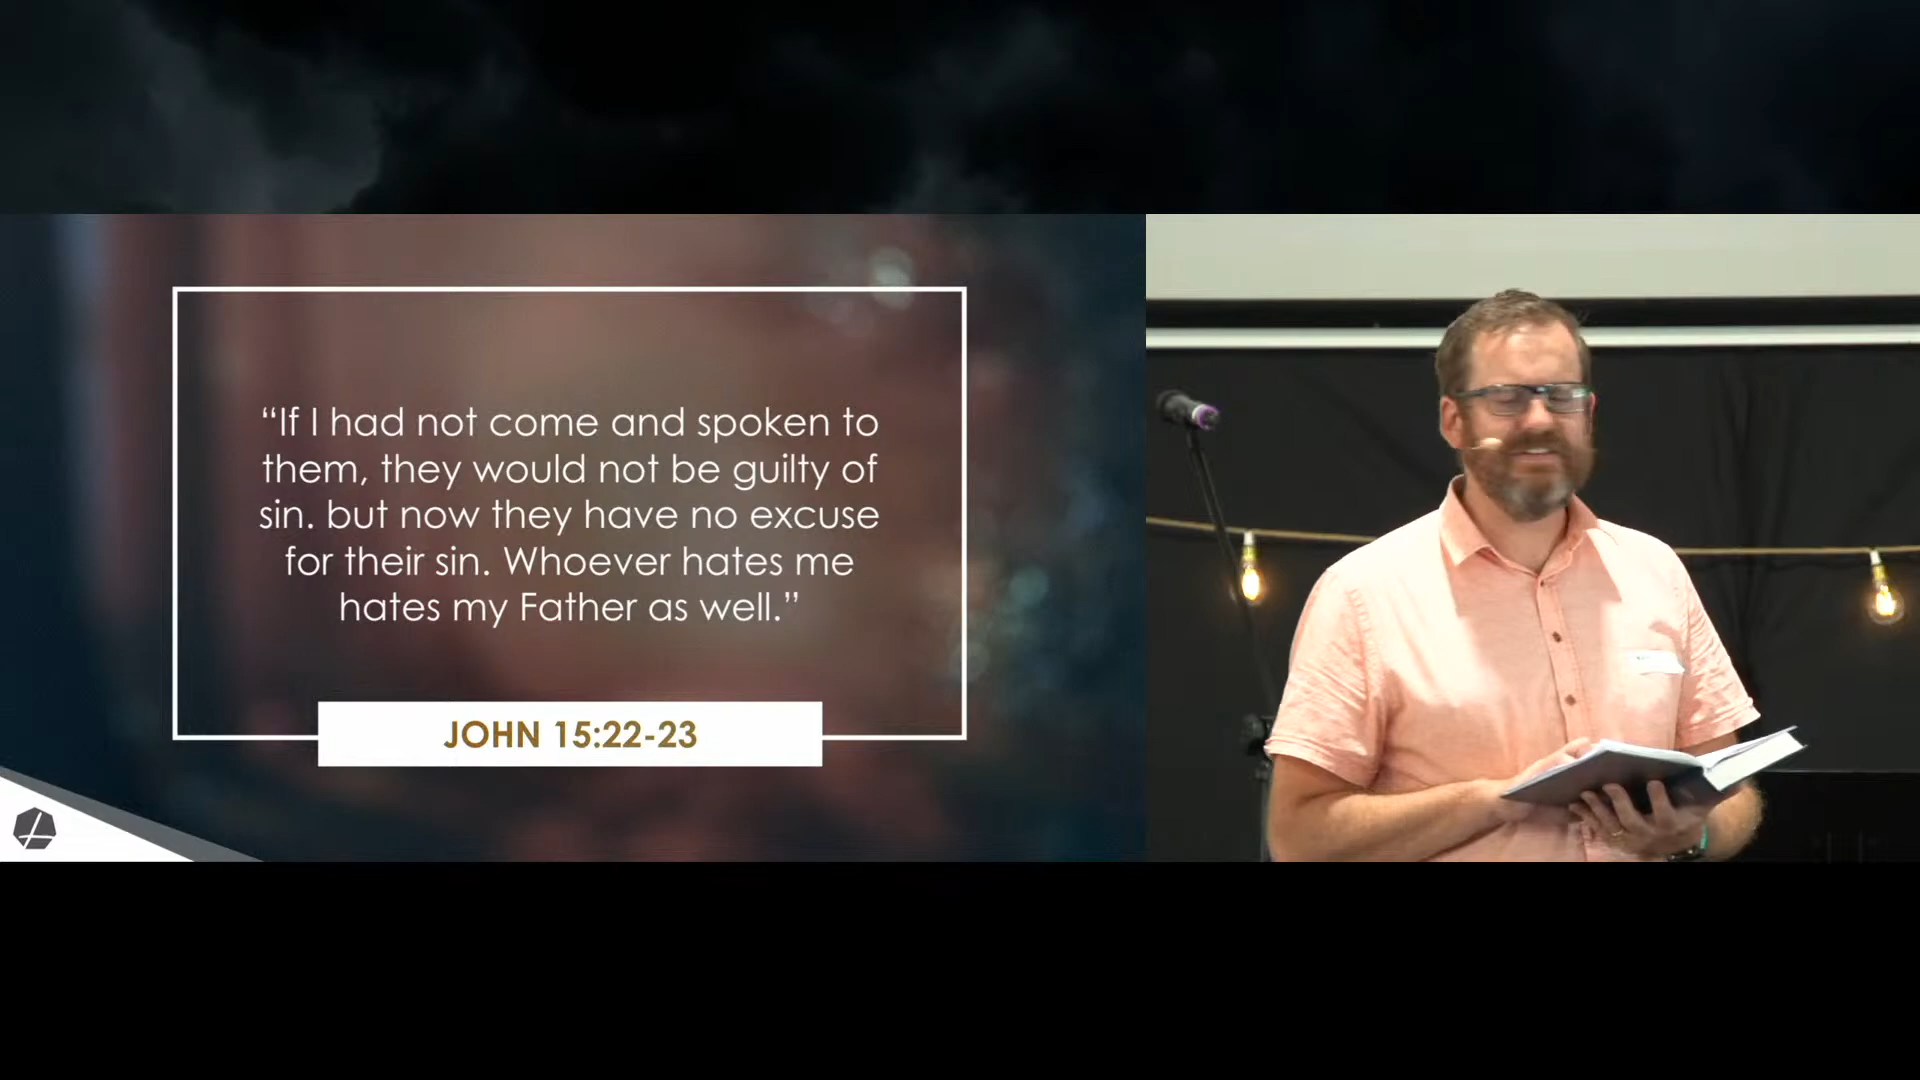 “If I had not come and spoken to
them, they would not be guilty of
sin. but now they have no excuse
for their sin. Whoever hates me
hates my Father as well.”
JOHN 15:22-23